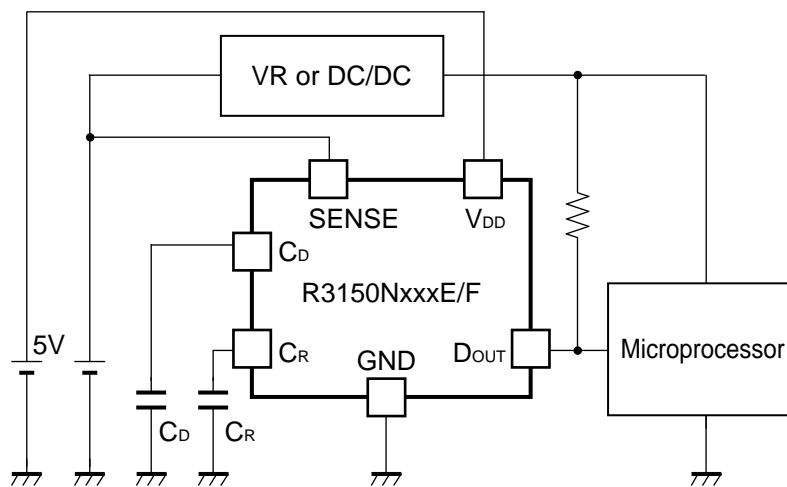 VR or DC/DC
SENSE
VDD
CD
R3150NxxxE/F
5V
CR
GND
DOUT
Microprocessor
CD
CR